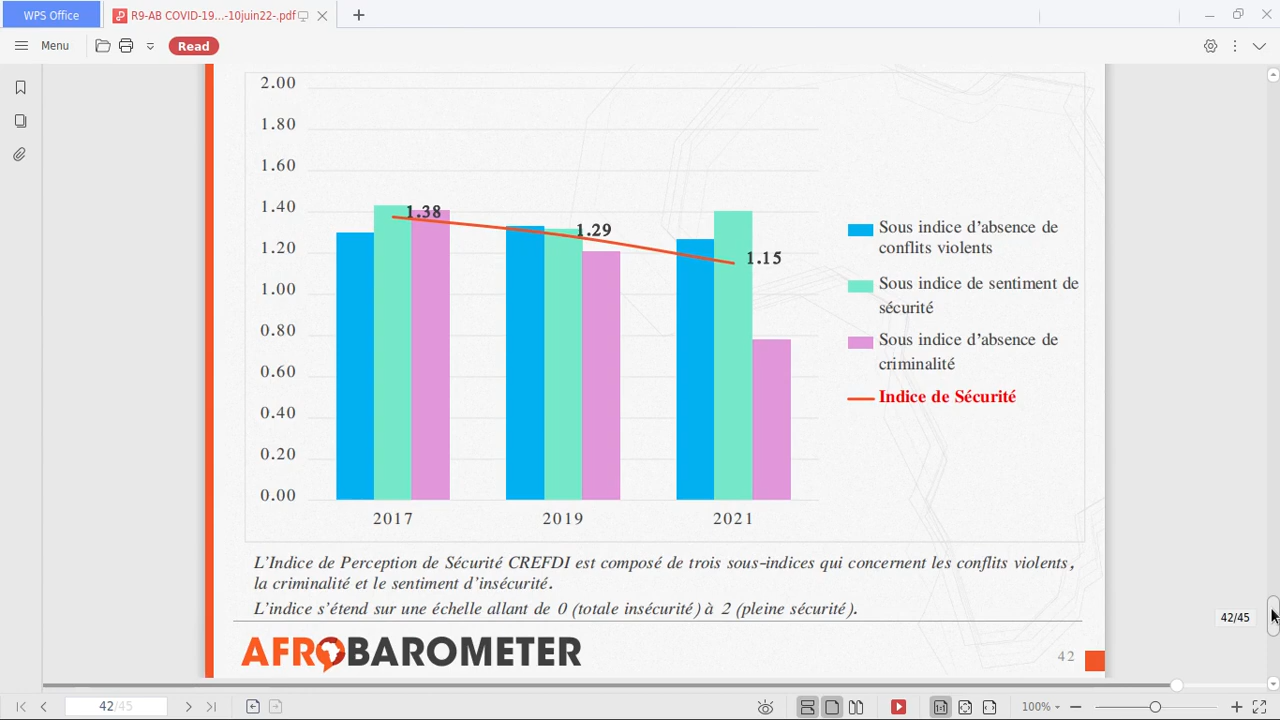 WPS Office
R9-AB COVID-19...-10juin22-.pdf
Menu
Read
2.00
1.80
1.60
1.40
1.20
1.00
0.80
0.60
0.40
0.20
0.00
1.38
1.29
1.15
2017
2019
2021
Sous indice d'absence de
conflits violents
Sous indice de sentiment de
sécurité
Sous indice d'absence de
criminalité
Indice de Sécurité
L'Indice de Perception de Sécurité CREFDI est composé de trois sous-indices qui concernent les conflits violents,
la criminalité et le sentiment d'insécurité.
L'indice s'étend sur une échelle allant de 0 (totale insécurité) à 2 (pleine sécurité).
AFROBAROMETER
42
42/45
42/45
100%